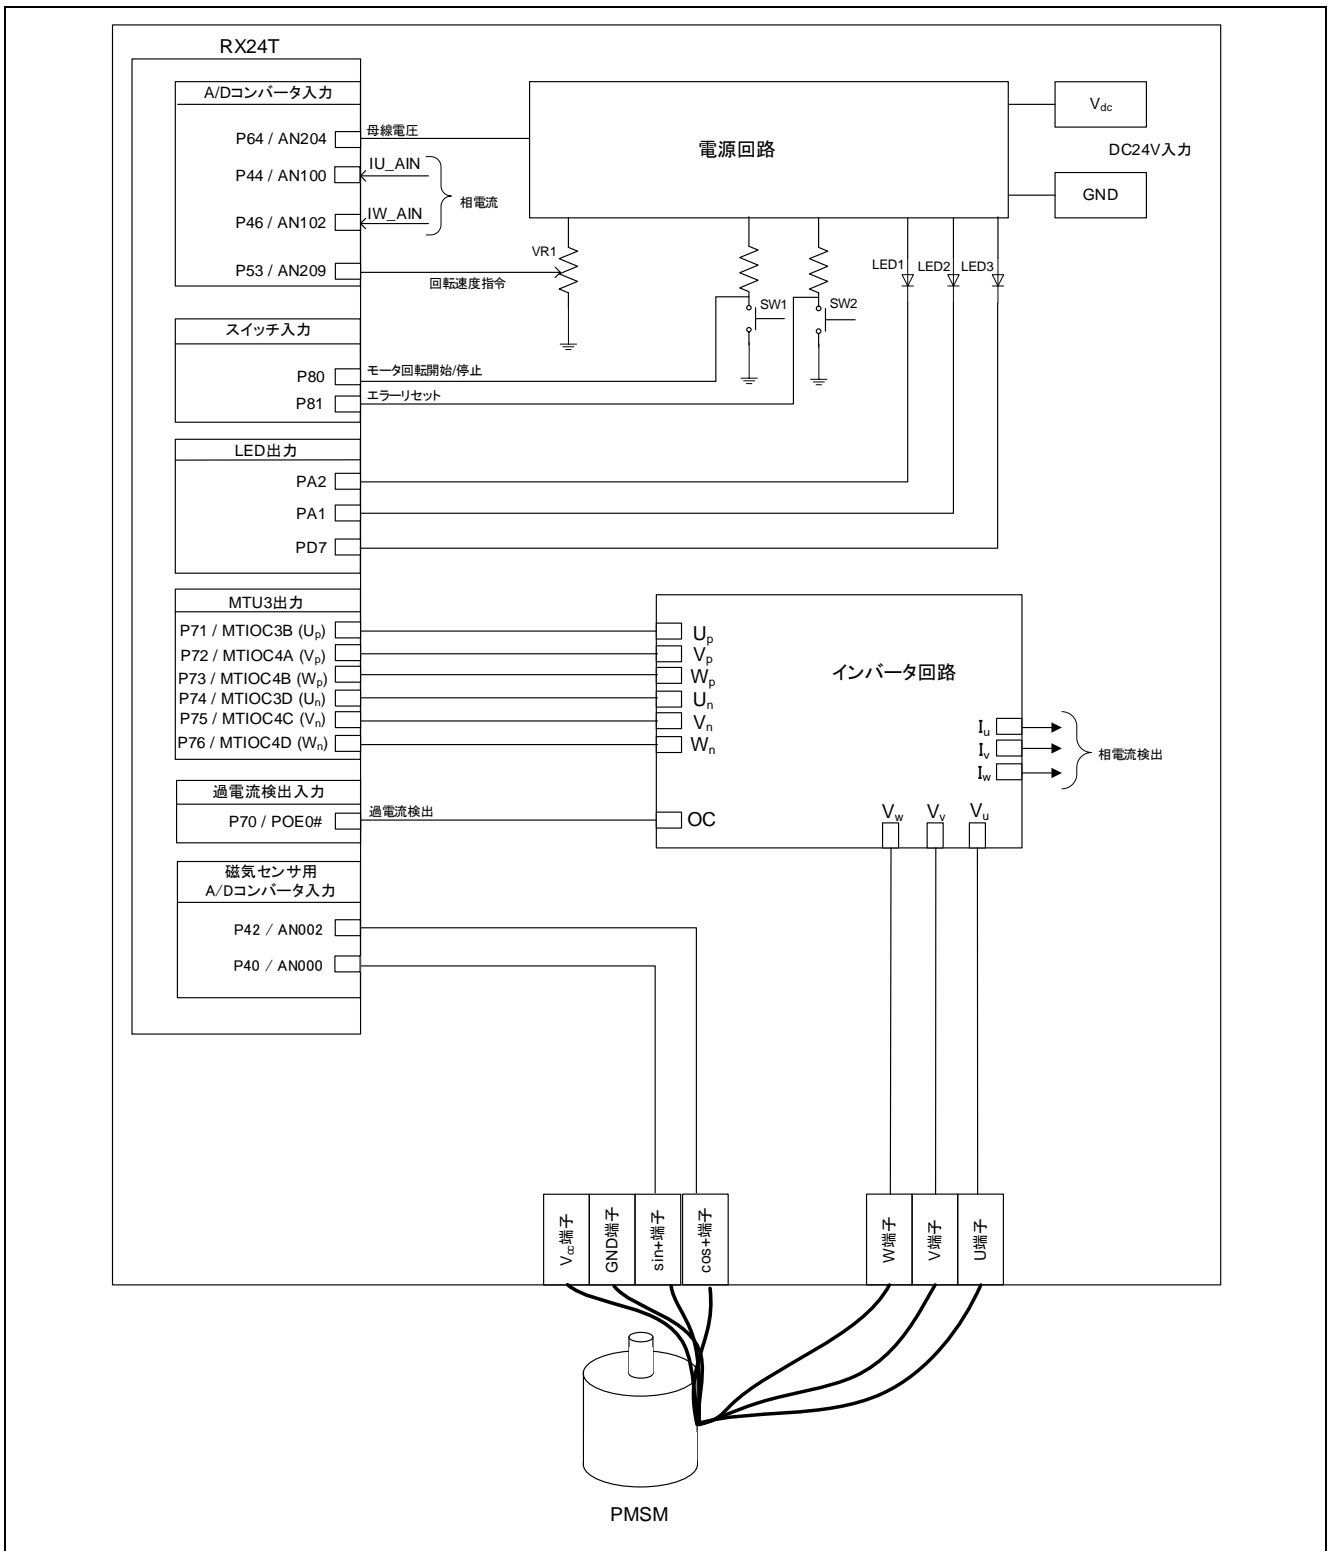 RX24T
A/Dコンバータ入力
P64 / AN204
母線電圧
P44 / AN100
IU_AIN
相電流
P46 / AN102
IW_AIN
P53 / AN209
回転速度指令
VR1
電源回路
Vdc
DC24V入力
GND
SW1
SW2
LED1
LED2
LED3
スイッチ入力
P80
モータ回転開始/停止
P81
エラーリセット
LED出力
PA2
PA1
PD7
MTU3出力
P71 / MTIOC3B (Up)
P72 / MTIOC4A (Vp)
P73 / MTIOC4B (Wp)
P74 / MTIOC3D (Un)
P75 / MTIOC4C (Vn)
P76 / MTIOC4D (Wn)
Up
Vp
Wp
Un
Vn
Wn
インバータ回路
Iu
Iv
Iw
相電流検出
過電流検出入力
P70 / POE0#
過電流検出
OC
Vw
Vv
Vu
磁気センサ用
A/Dコンバータ入力
P42 / AN002
P40 / AN000
Vcc端子
GND端子
sin+端子
cos+端子
W端子
V端子
U端子
PMSM